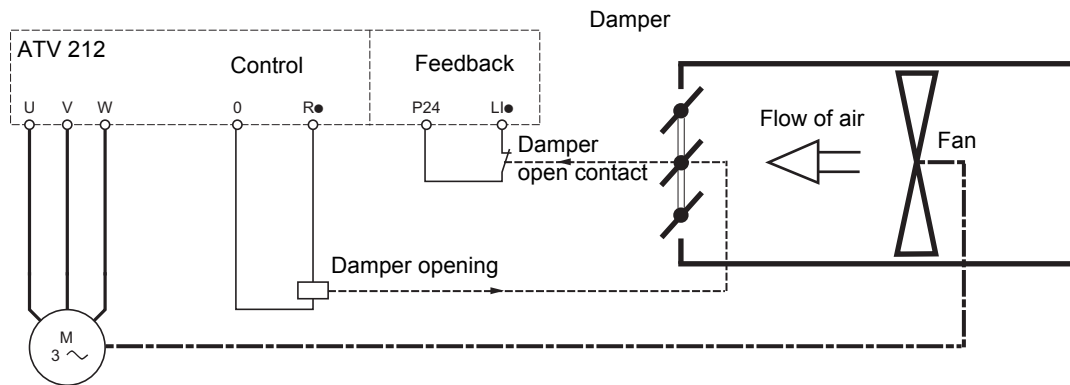 Damper
ATV 212
Control
Feedback
U V W 0 R● P24 LI●
Flow of air
Fan
Damper
open contact
Damper opening
M
3 ~